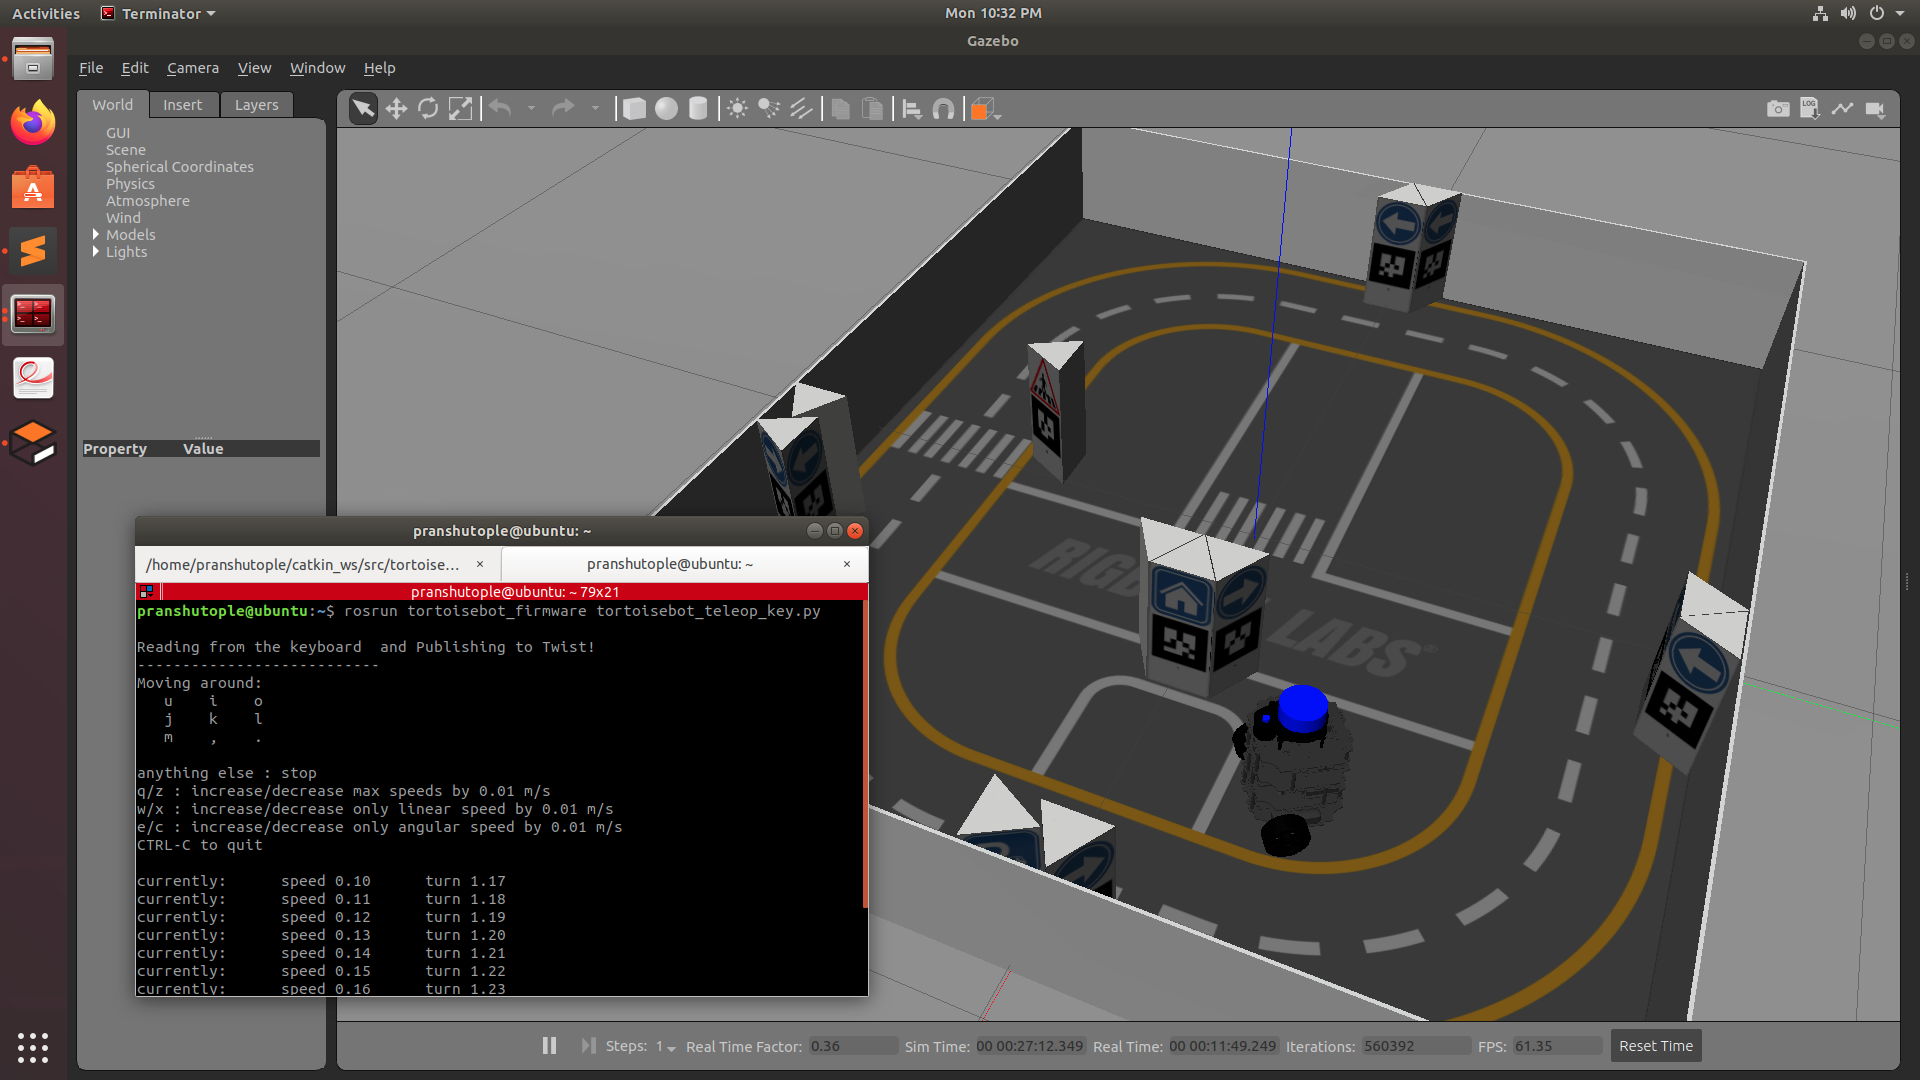 Activities Terminator Mon 10:32 PM
Gazebo
File Edit Camera View Window Help
World Insert Layers
LOG
GUI
Scene
Spherical Coordinates
Physics
Atmosphere
Wind
Models
Lights
Property Value
pranshutople@ubuntu: ~
/home/pranshutople/catkin_ws/src/tortoise... × pranshutople@ubuntu: ~ ×
pranshutople@ubuntu: ~ 79x21
pranshutople@ubuntu:~$ rosrun tortoisebot_firmware tortoisebot_teleop_key.py
Reading from the keyboard  and Publishing to Twist!
---------------------------
Moving around:
u i o
j k l
m , .
anything else : stop
q/z : increase/decrease max speeds by 0.01 m/s
w/x : increase/decrease only linear speed by 0.01 m/s
e/c : increase/decrease only angular speed by 0.01 m/s
CTRL-C to quit
currently: speed 0.10 turn 1.17
currently: speed 0.11 turn 1.18
currently: speed 0.12 turn 1.19
currently: speed 0.13 turn 1.20
currently: speed 0.14 turn 1.21
currently: speed 0.15 turn 1.22
currently: speed 0.16 turn 1.23
LABS®
Steps: 1 Real Time Factor: 0.36 Sim Time: 00 00:27:12.349 Real Time: 00 00:11:49.249 Iterations: 560392 FPS: 61.35 Reset Time